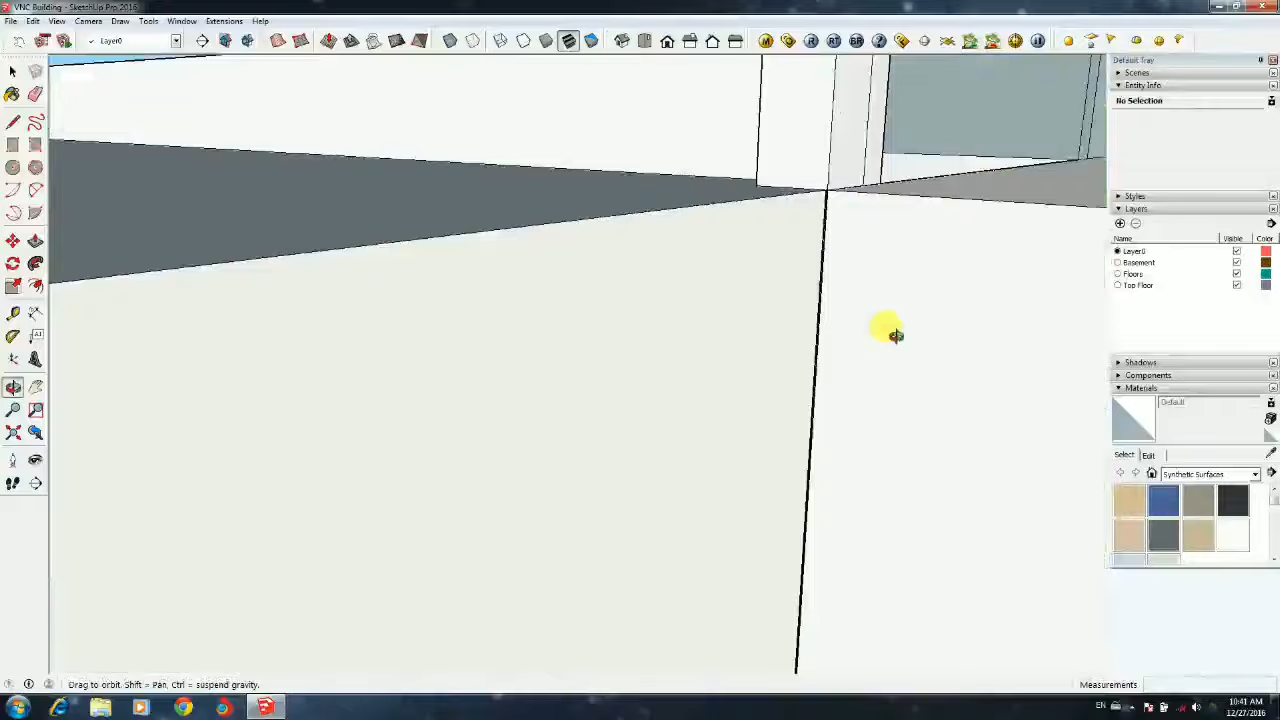 VNC Building - SketchUp Pro 2016
File Edit View Camera Draw Tools Window Extensions Help
Layer0
Default Tray
Scenes
Entity Info
No Selection
Styles
Layers
Name Visible Color
Layer0
Basement
Floors
Top Floor
Shadows
Components
Materials
Default
Select Edit
Synthetic Surfaces
Drag to orbit. Shift = Pan, Ctrl = suspend gravity.
Measurements
EN
10:41 AM
12/27/2016